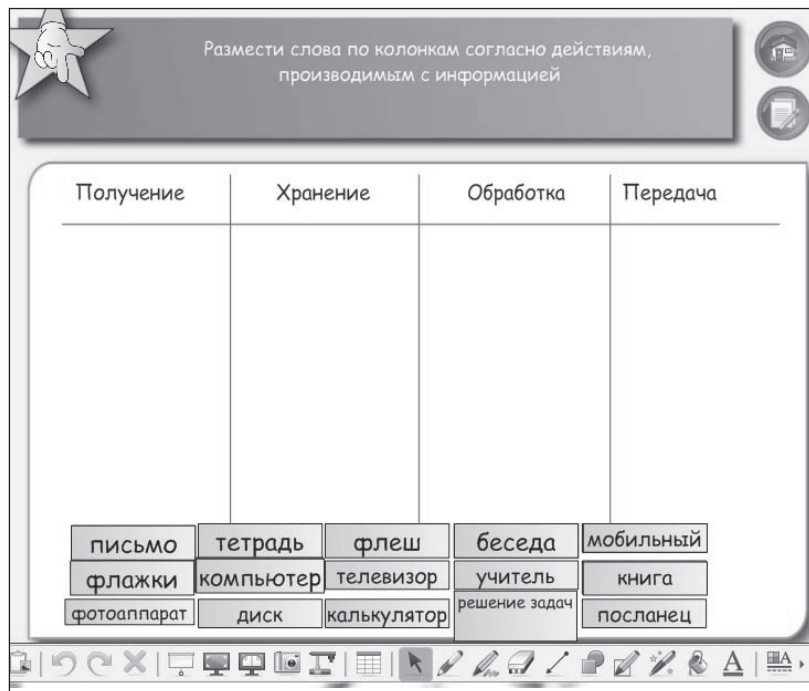 Размести слова по колонкам согласно действиям,
производимым с информацией
Получение Хранение Обработка Передача
письмо тетрадь флеш беседа мобильный
флажки компьютер телевизор учитель книга
фотоаппарат диск калькулятор решение задач посланец